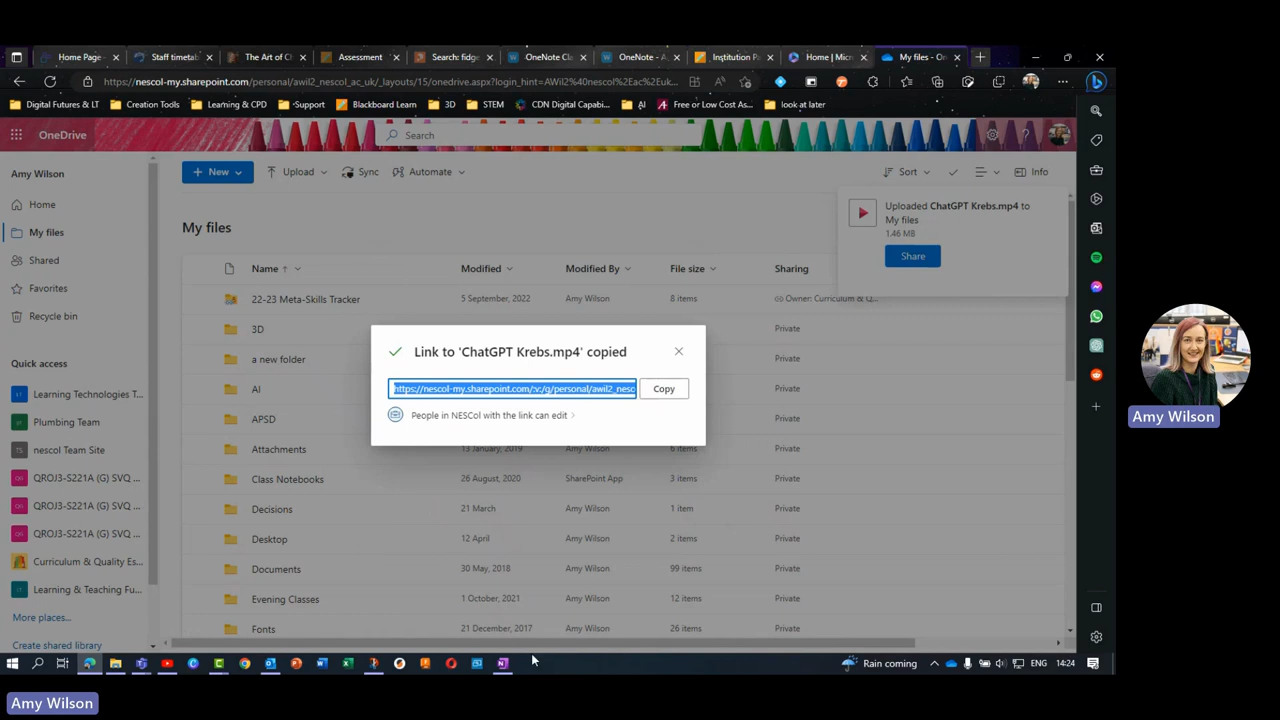 Home Page -
Staff timetab
The Art of Ch
Assessment
Search: fidge
OneNote Cla
OneNote - Ap
Institution Pa
Home | Micro
My files - On
https://nescol-my.sharepoint.com/personal/awil2_nescol_ac_uk/_layouts/15/onedrive.aspx?login_hint=AWil2%40nescol%2Eac%2Euk...
Digital Futures & LT
Creation Tools
Learning & CPD
Support
Blackboard Learn
3D
STEM
CDN Digital Capabi...
AI
Free or Low Cost As...
look at later
OneDrive
Search
Amy Wilson
Home
My files
Shared
Favorites
Recycle bin
Quick access
Learning Technologies T...
Plumbing Team
NS nescol Team Site
QROJ3-S221A (G) SVQ ...
QROJ3-S221A (G) SVQ ...
QROJ3-S221A (G) SVQ ...
Curriculum & Quality Es...
Learning & Teaching Fu...
More places...
Create shared library
New
Upload
Sync
Automate
Sort
Info
Uploaded ChatGPT Krebs.mp4 to
My files
1.46 MB
Share
My files
Name
Modified
Modified By
File size
Sharing
22-23 Meta-Skills Tracker 5 September, 2022 Amy Wilson 8 items Owner: Curriculum & Q...
3D Private
a new folder Private
AI Private
APSD Private
Link to 'ChatGPT Krebs.mp4' copied
https://nescol-my.sharepoint.com/:v:/g/personal/awil2_nesc
Copy
People in NESCol with the link can edit
Attachments 13 January, 2019 Amy Wilson 6 items Private
Class Notebooks 26 August, 2020 SharePoint App Private
Decisions 21 March Amy Wilson 1 item Private
Desktop 12 April Amy Wilson 2 items Private
Documents 30 May, 2018 Amy Wilson 99 items Private
Evening Classes 1 October, 2021 Amy Wilson 12 items Private
Fonts 21 December, 2017 Amy Wilson 26 items Private
Rain coming
ENG
14:24
Amy Wilson
Amy Wilson